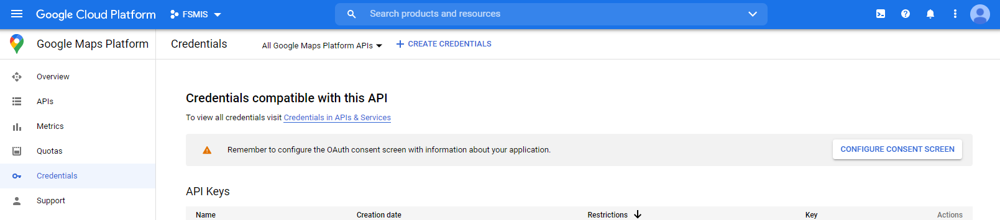 Google Cloud Platform
FSMIS
Search products and resources
Google Maps Platform
Credentials
All Google Maps Platform APIs
CREATE CREDENTIALS
Overview
APIs
Metrics
Quotas
Credentials
Support
Credentials compatible with this API
To view all credentials visit Credentials in APIs & Services
Remember to configure the OAuth consent screen with information about your application.
CONFIGURE CONSENT SCREEN
API Keys
Name Creation date Restrictions Key Actions